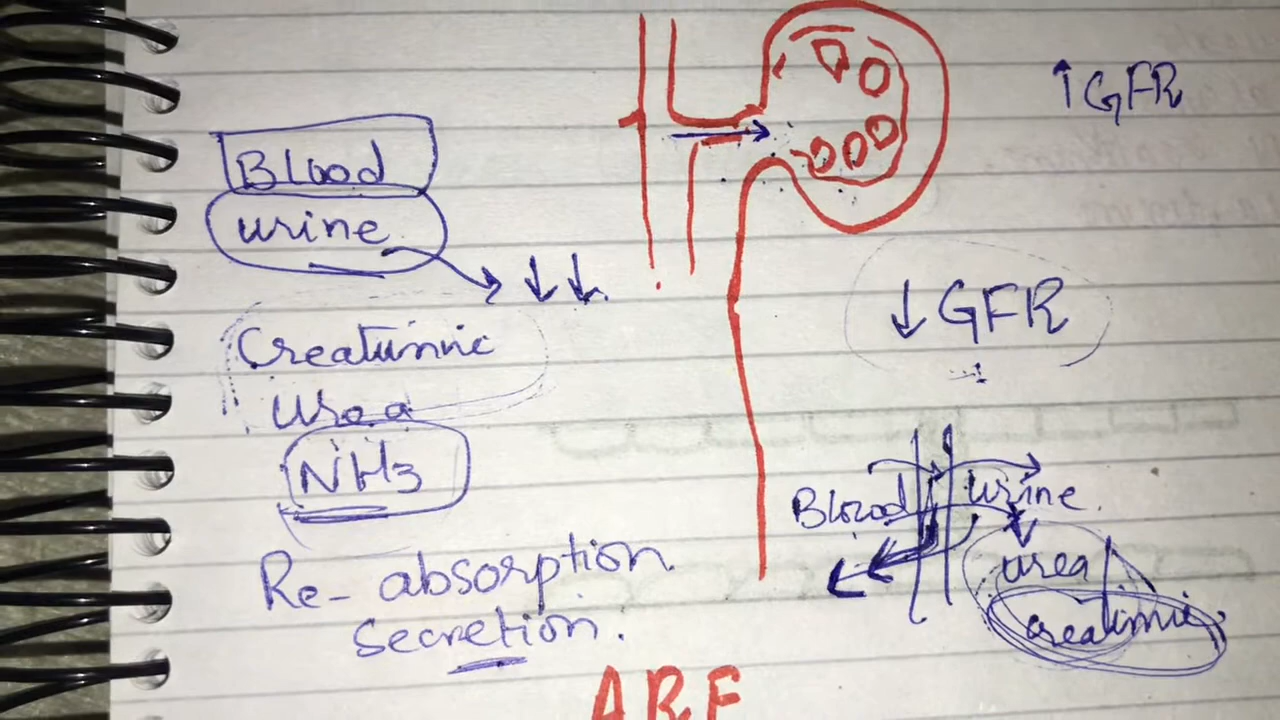 ↑GFR
Blood
urine
↓↓
Creatinine
Urea
NH3
Re-absorption.
Secretion.
↓GFR
Blood
urine.
urea
creatinine
ARF